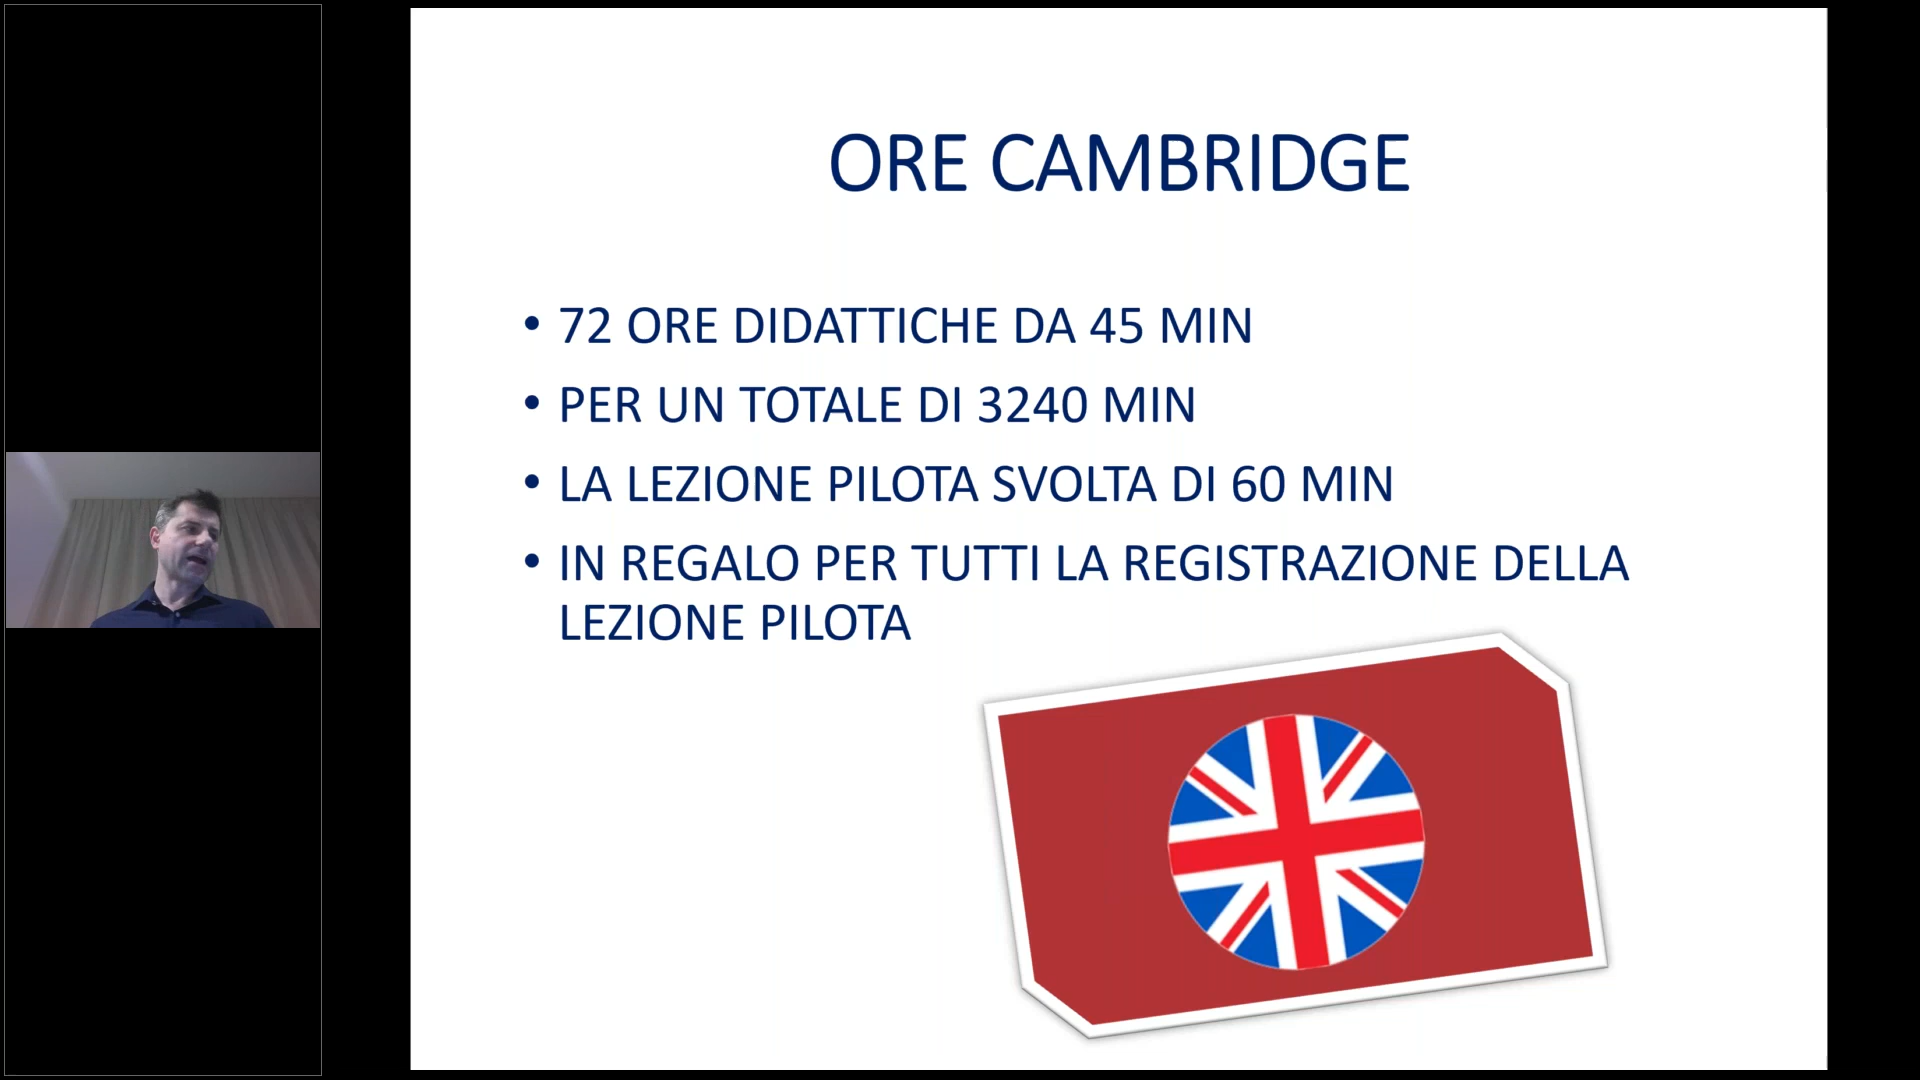 ORE CAMBRIDGE
• 72 ORE DIDATTICHE DA 45 MIN
• PER UN TOTALE DI 3240 MIN
• LA LEZIONE PILOTA SVOLTA DI 60 MIN
• IN REGALO PER TUTTI LA REGISTRAZIONE DELLA
LEZIONE PILOTA